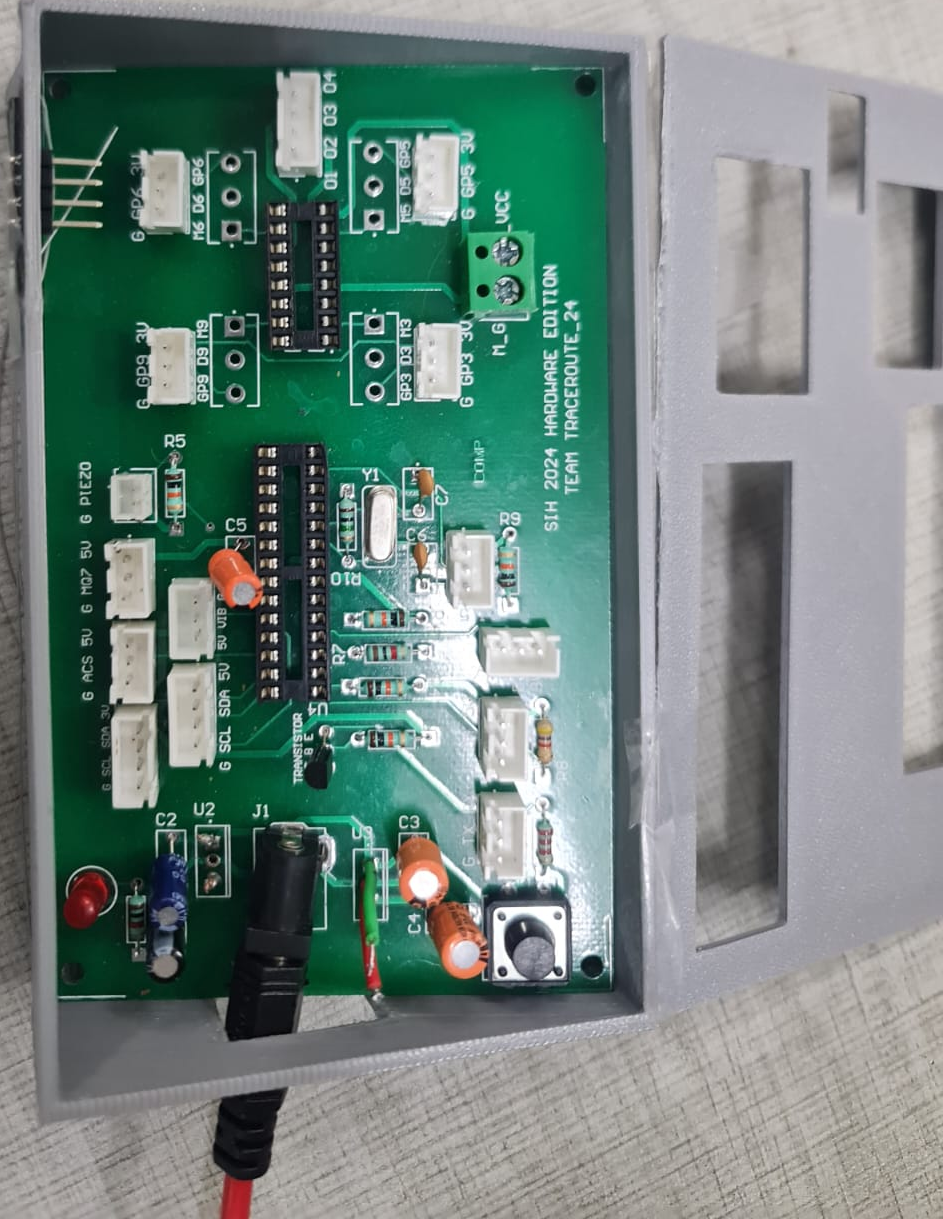 O1 O2 O3 O4
G GP6 3V
M6 D6 GP6
M5 D5 GP5
G GP5 3V
M_G
_VCC
G GP9 3V
GP9 D9 M9
GP3 D3 M3
G GP3 3V
SIH 2024 HARDWARE EDITION
TEAM TRACEROUTE_24
COMP
G PIEZO
R5
G MQ7 5V
C5
Y1
C7
C6
R10
R9
G ACS 5V
5V VIB
R7
G SCL SDA 3V
G SCL SDA 5V
TRANSISTOR
G TX
C2
U2
J1
C3
C4